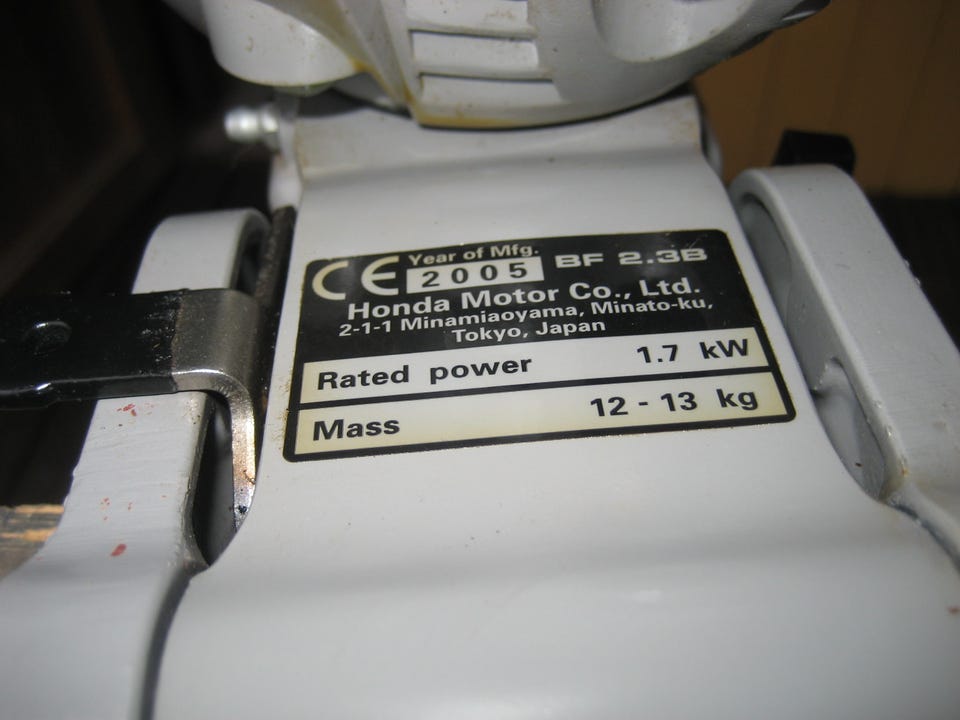 CE Year of Mfg. 2005 BF 2.3B
Honda Motor Co., Ltd.
2-1-1 Minamiaoyama, Minato-ku,
Tokyo, Japan
Rated power 1.7 kW
Mass 12 - 13 kg